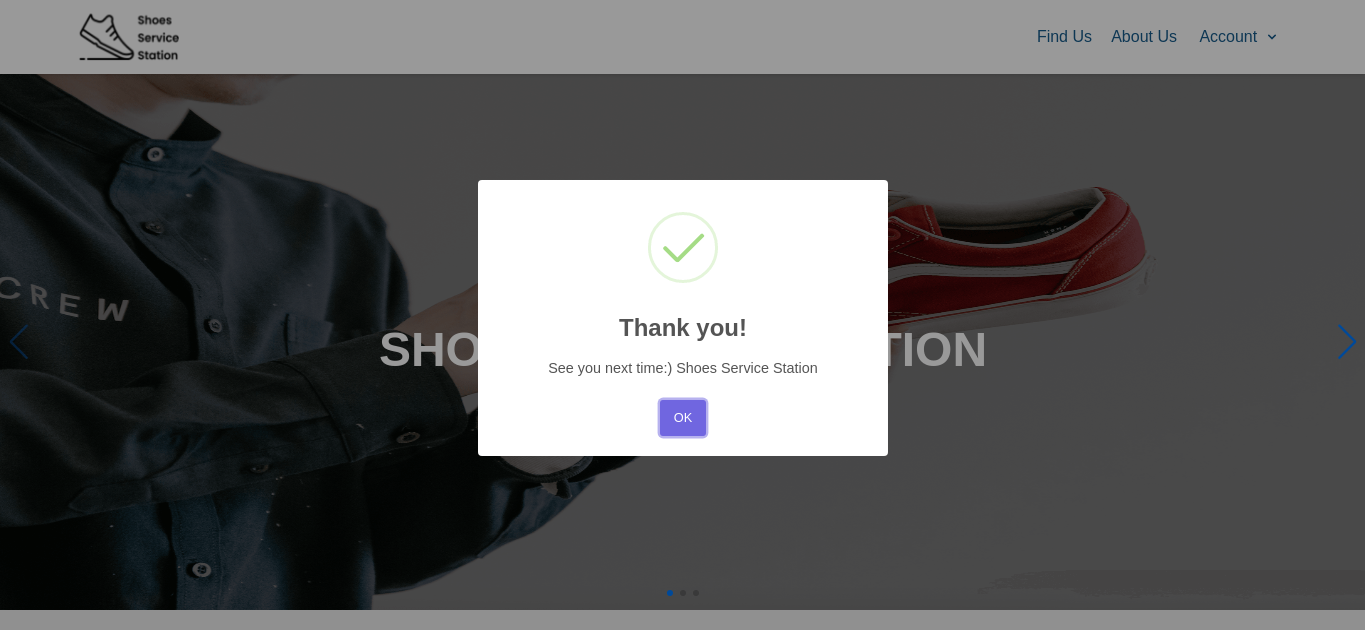 Shoes
Service
Station
Find Us
About Us
Account
CREW
SHO
TION
Thank you!
See you next time:) Shoes Service Station
OK